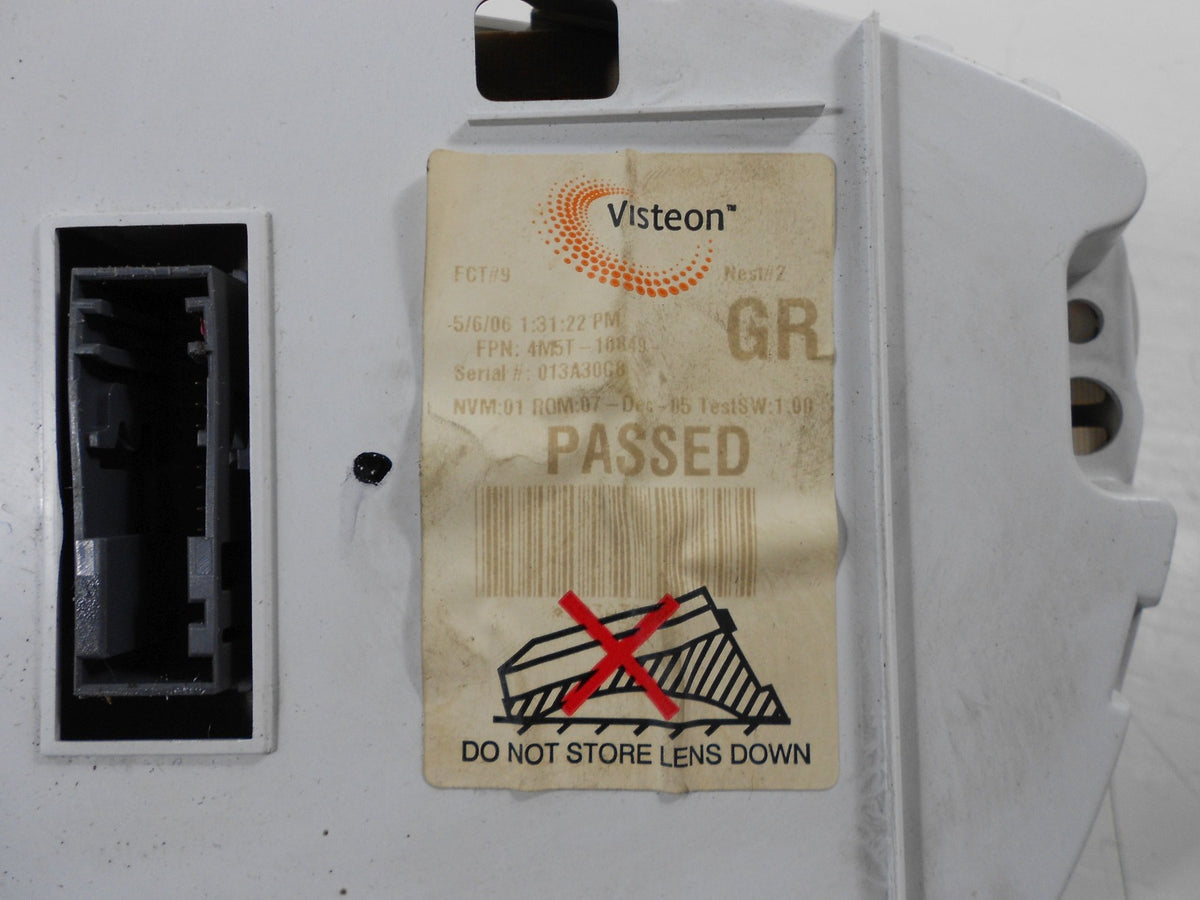 Visteon™
FCT#9 Nest#2
5/6/06 1:31:22 PM
GR
FPN: 4M5T-10849-
Serial #: 013A30C8
NVM:01 ROM:07-Dec-05 TestSW:1.00
PASSED
DO NOT STORE LENS DOWN